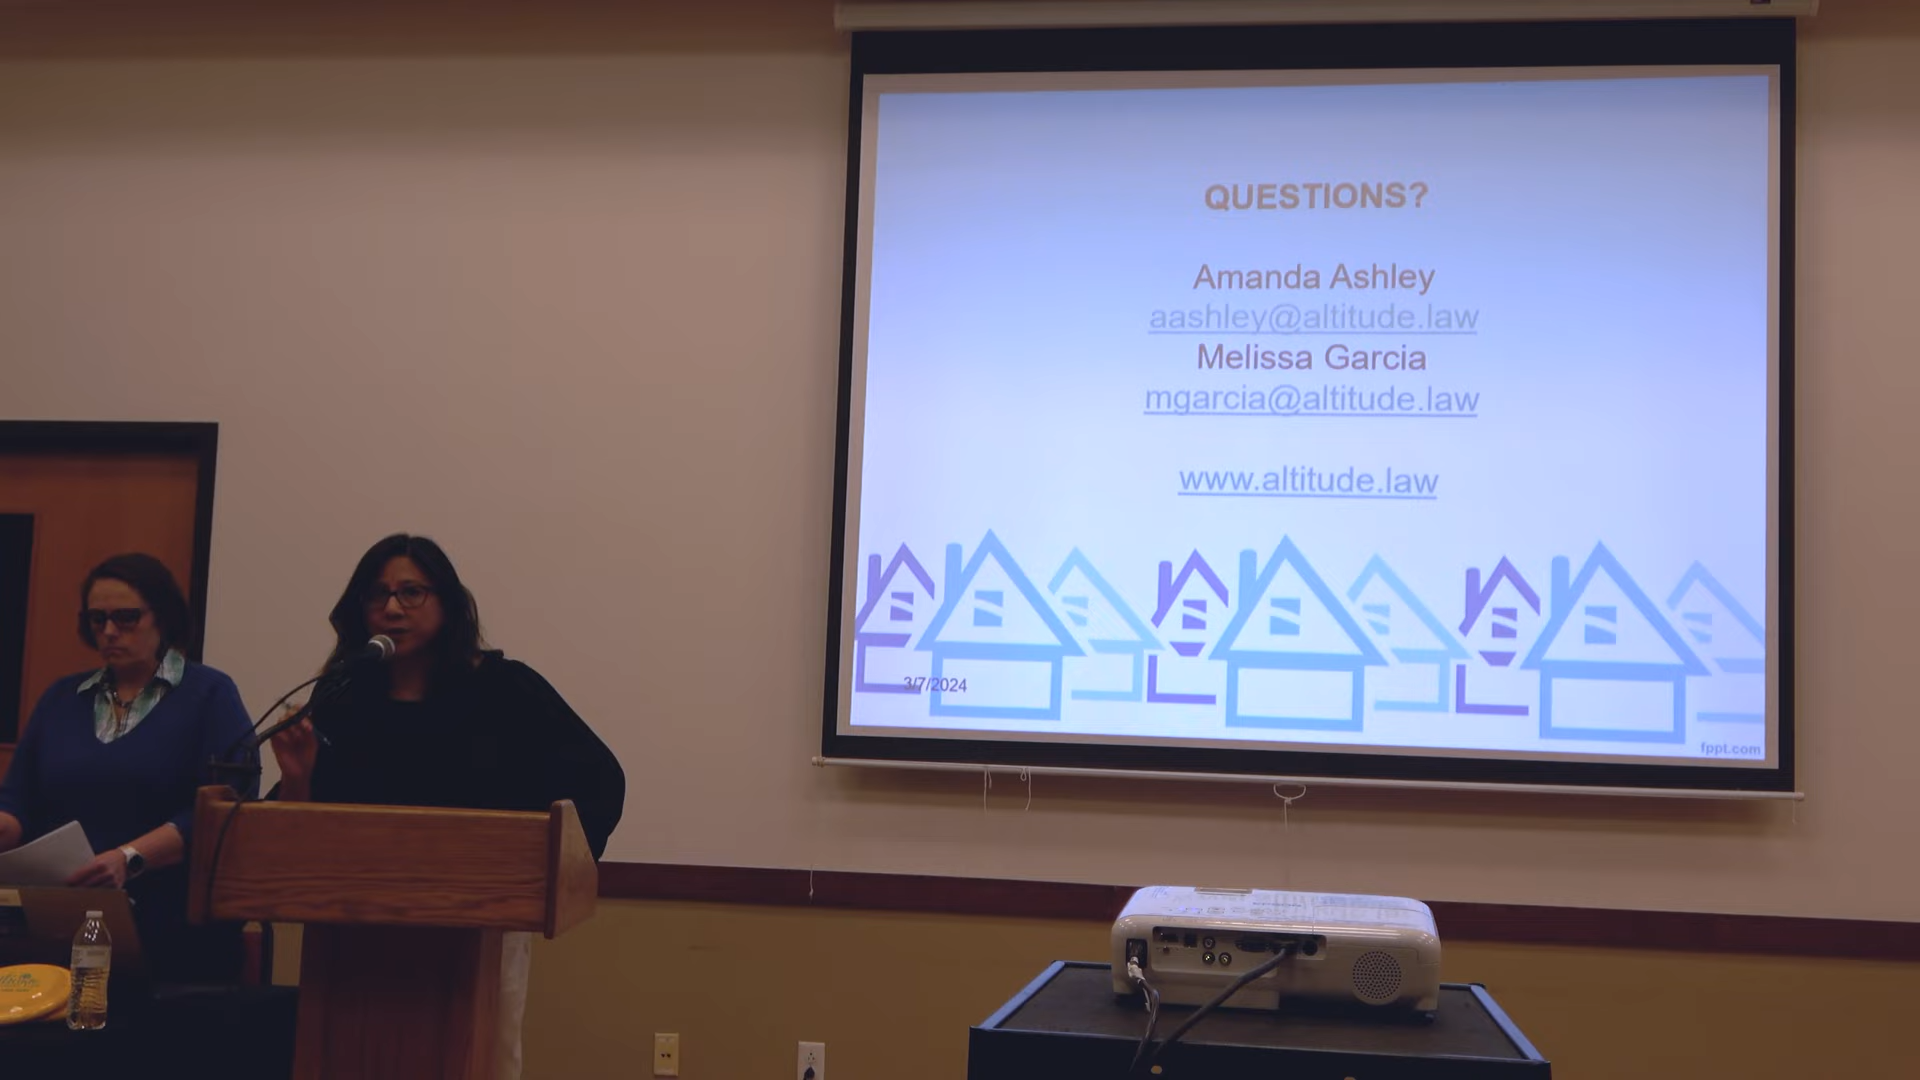 QUESTIONS?
Amanda Ashley
aashley@altitude.law
Melissa Garcia
mgarcia@altitude.law
www.altitude.law
3/7/2024
fppt.com